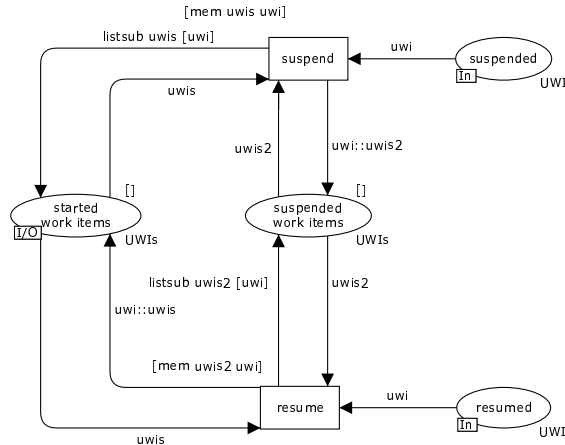 [mem uwis uwi]
listsub uwis [uwi]
suspend
uwi
suspended
In
UWI
uwis
uwis2
uwi::uwis2
[]
[]
started
work items
I/O
UWIs
suspended
work items
UWIs
listsub uwis2 [uwi]
uwis2
uwi::uwis
[mem uwis2 uwi]
resume
uwi
resumed
In
UWI
uwis